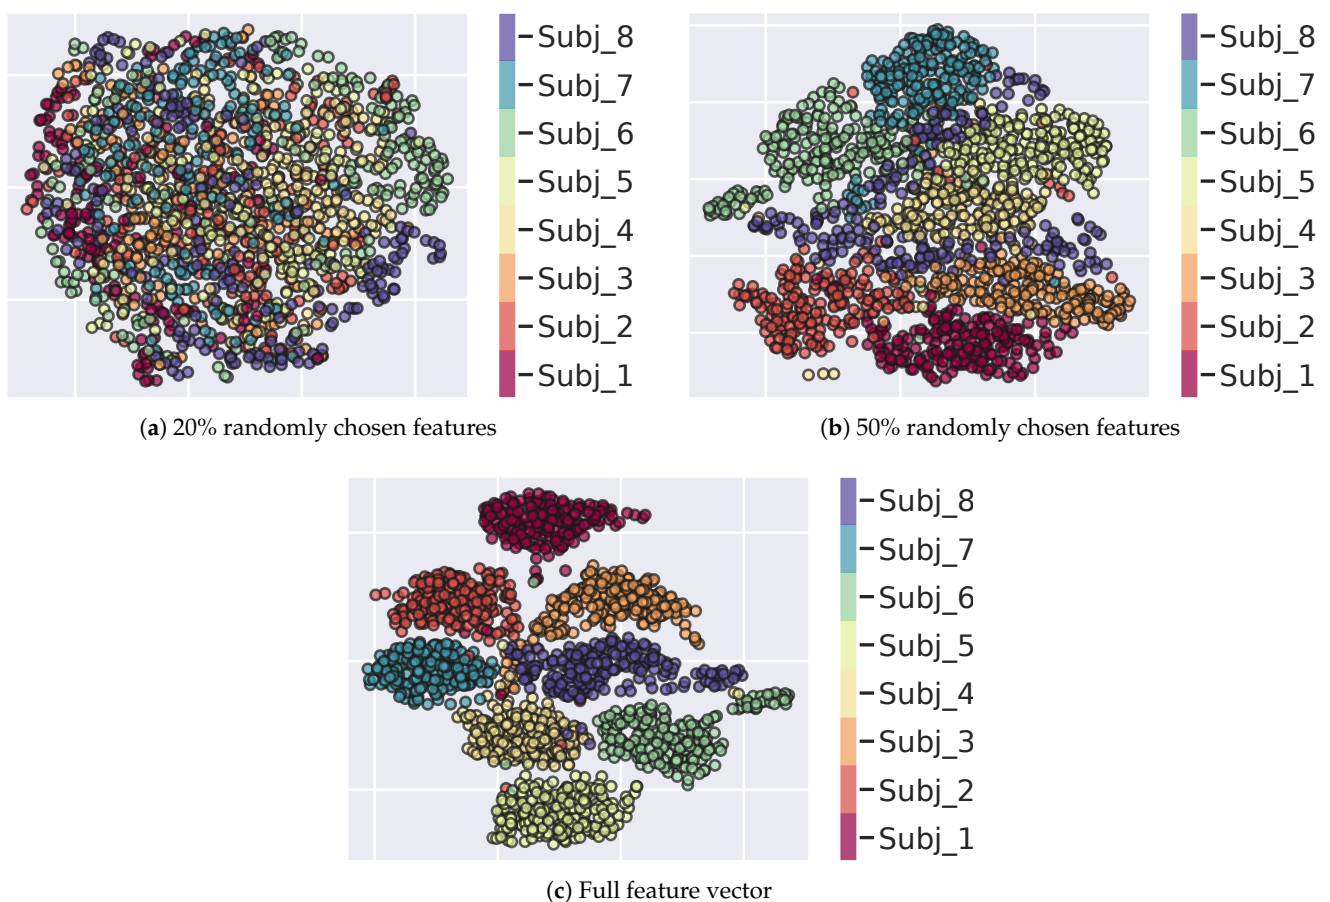 Subj_8
Subj_7
Subj_6
Subj_5
Subj_4
Subj_3
Subj_2
Subj_1
(a) 20% randomly chosen features
Subj_8
Subj_7
Subj_6
Subj_5
Subj_4
Subj_3
Subj_2
Subj_1
(b) 50% randomly chosen features
Subj_8
Subj_7
Subj_6
Subj_5
Subj_4
Subj_3
Subj_2
Subj_1
(c) Full feature vector